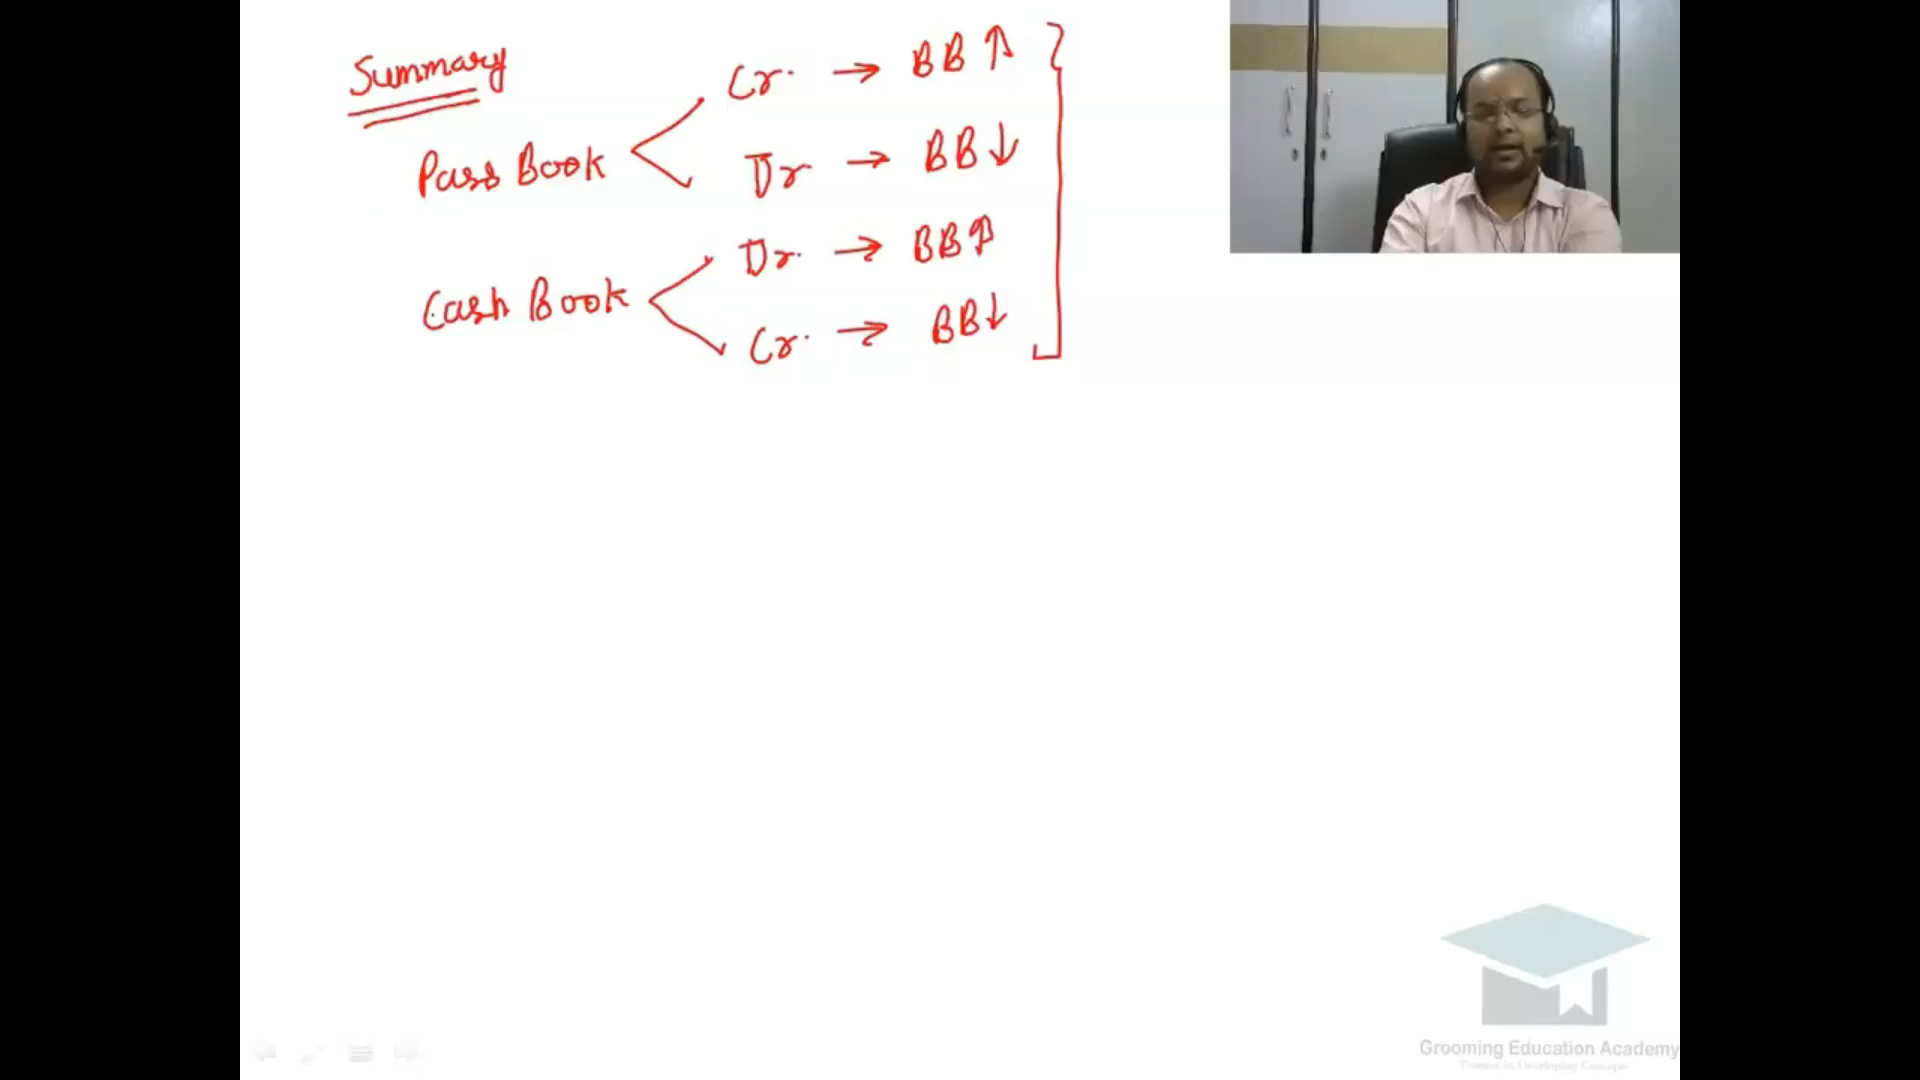 Summary
Pass Book
Cr. → BB ↑
Dr → BB ↓
Cash Book
Dr. → BB ↑
Cr. → BB ↓
Grooming Education Academy